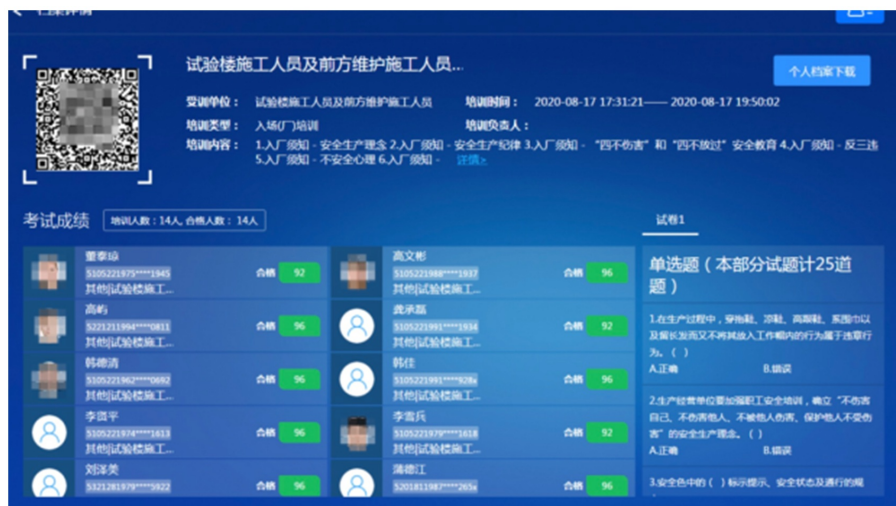 试验楼施工人员及前方维护施工人员...
个人档案下载
受训单位： 试验楼施工人员及前方维护施工人员 培训时间： 2020-08-17 17:31:21—— 2020-08-17 19:50:02
培训类型： 入场(厂)培训 培训负责人：
培训内容： 1.入厂须知 - 安全生产理念 2.入厂须知 - 安全生产纪律 3.入厂须知 - “四不伤害”和“四不放过”安全教育 4.入厂须知 - 反三违
5.入厂须知 - 不安全心理 6.入厂须知 - 详情>
考试成绩 培训人数：14人, 合格人数：14人
试卷1
董泰琼
5105221975****1945 合格 92
其他|试验楼施工...
高文彬
5105221988****1937 合格 96
其他|试验楼施工...
高屿
5221211994****0811 合格 96
其他|试验楼施工...
龚承磊
5105221991****1934 合格 92
其他|试验楼施工...
韩德清
5105221962****0692 合格 96
其他|试验楼施工...
韩佳
5105221991****928x 合格 96
其他|试验楼施工...
李贤平
5105221974****1613 合格 96
其他|试验楼施工...
李雪兵
5105221979****1618 合格 92
其他|试验楼施工...
刘泽美
5321281979****5922 合格 96
蒲德江
5201811987****265x 合格 96
单选题（本部分试题计25道
题）
1.在生产过程中，穿拖鞋、凉鞋、高跟鞋、系围巾以
及留长发而又不将其放入工作帽内的行为属于违章行
为。（ ）
A.正确 B.错误
2.生产经营单位要加强职工安全培训，确立“不伤害
自己、不伤害他人、不被他人伤害、保护他人不受伤
害”的安全生产理念。（ ）
A.正确 B.错误
3.安全色中的（ ）标示提示、安全状态及通行的规